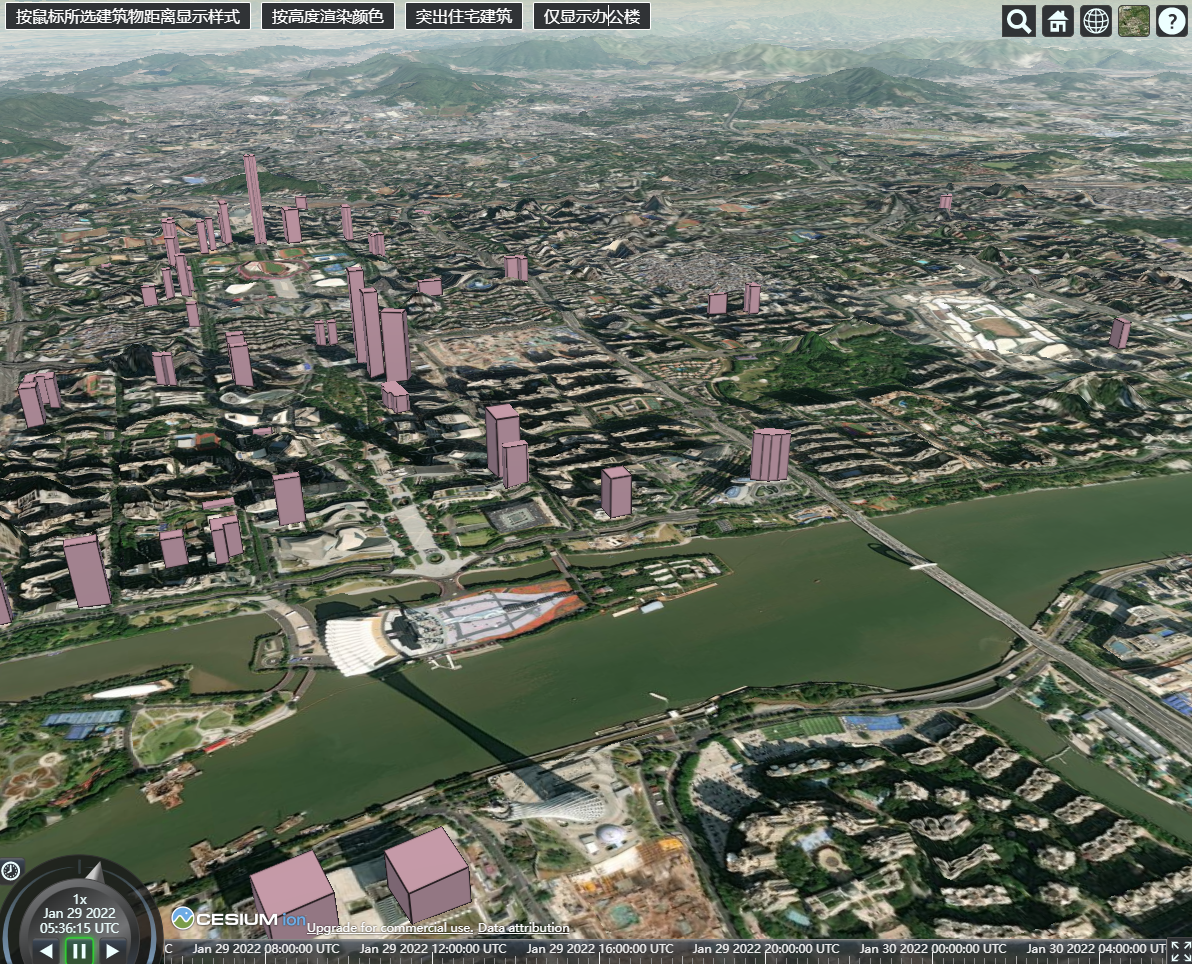 按鼠标所选建筑物距离显示样式
按高度渲染颜色
突出住宅建筑
仅显示办公楼
?
1x
Jan 29 2022
05:36:15 UTC
CESIUM ion
Upgrade for commercial use. Data attribution
C
Jan 29 2022 08:00:00 UTC
Jan 29 2022 12:00:00 UTC
Jan 29 2022 16:00:00 UTC
Jan 29 2022 20:00:00 UTC
Jan 30 2022 00:00:00 UTC
Jan 30 2022 04:00:00 UT